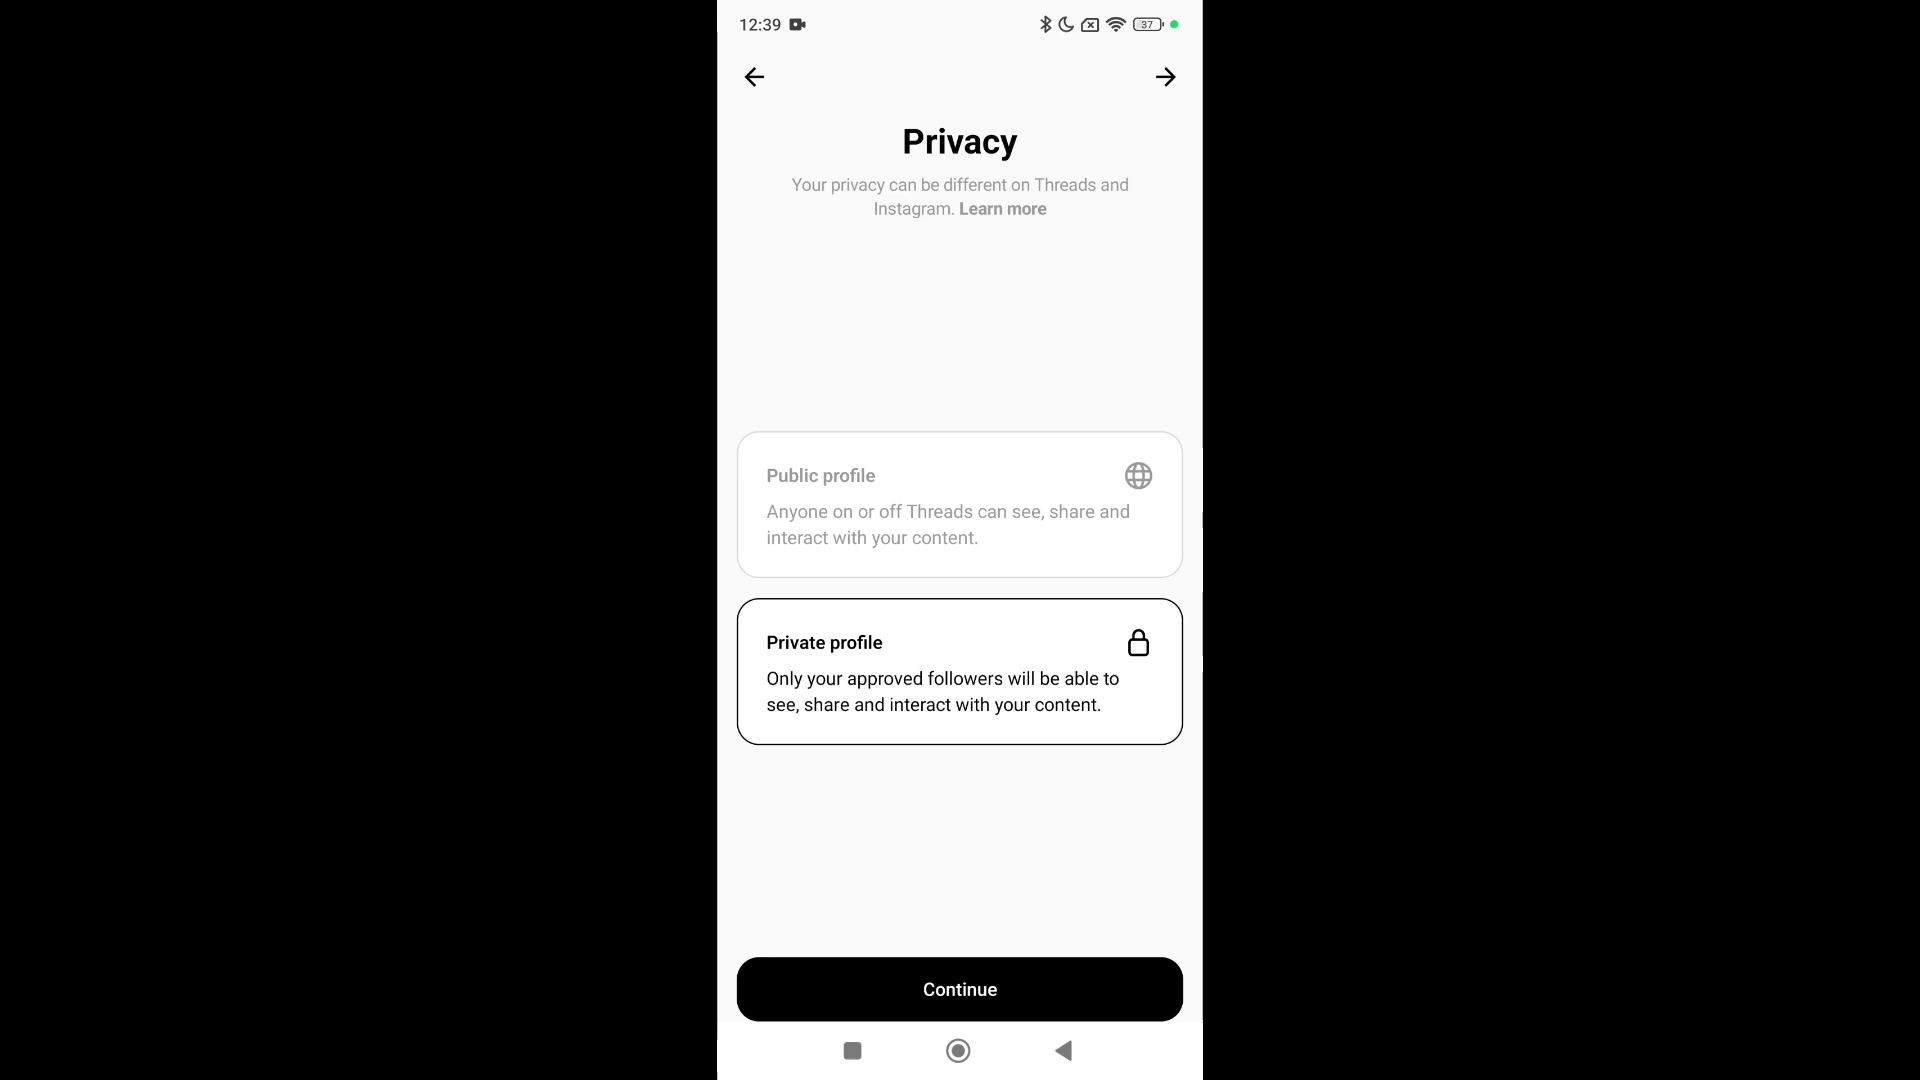 12:39
37
Privacy
Your privacy can be different on Threads and
Instagram. Learn more
Public profile
Anyone on or off Threads can see, share and
interact with your content.
Private profile
Only your approved followers will be able to
see, share and interact with your content.
Continue